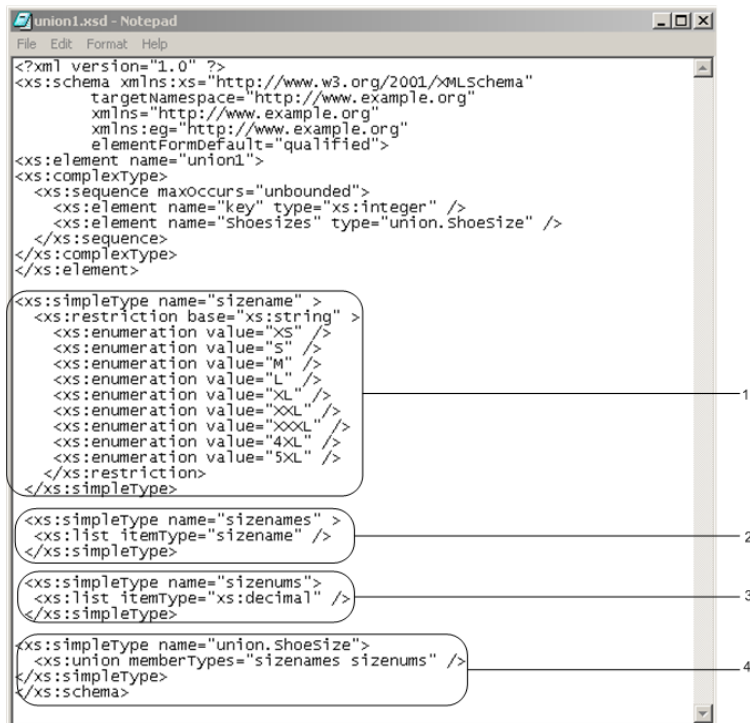 union1.xsd - Notepad
File Edit Format Help
<?xml version="1.0" ?>
<xs:schema xmlns:xs="http://www.w3.org/2001/XMLSchema"
targetNamespace="http://www.example.org"
xmlns="http://www.example.org"
xmlns:eg="http://www.example.org"
elementFormDefault="qualified">
<xs:element name="union1">
<xs:complexType>
<xs:sequence maxOccurs="unbounded">
<xs:element name="key" type="xs:integer" />
<xs:element name="Shoesizes" type="union.ShoeSize" />
</xs:sequence>
</xs:complexType>
</xs:element>
<xs:simpleType name="sizename" >
<xs:restriction base="xs:string" >
<xs:enumeration value="XS" />
<xs:enumeration value="S" />
<xs:enumeration value="M" />
<xs:enumeration value="L" />
<xs:enumeration value="XL" />
<xs:enumeration value="XXL" />
<xs:enumeration value="XXXL" />
<xs:enumeration value="4XL" />
<xs:enumeration value="5XL" />
</xs:restriction>
</xs:simpleType>
1
<xs:simpleType name="sizenames" >
<xs:list itemType="sizename" />
</xs:simpleType>
2
<xs:simpleType name="sizenums">
<xs:list itemType="xs:decimal" />
</xs:simpleType>
3
<xs:simpleType name="union.ShoeSize">
<xs:union memberTypes="sizenames sizenums" />
</xs:simpleType>
</xs:schema>
4